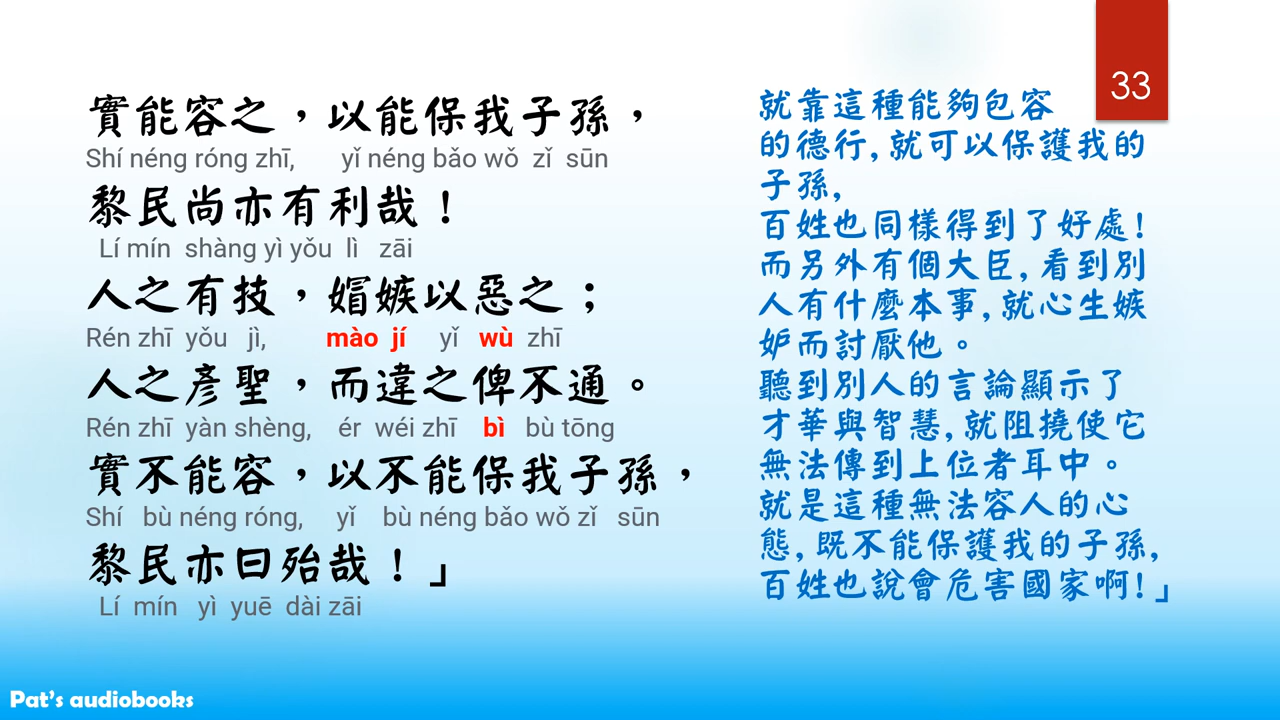 實能容之，以能保我子孫，
Shí néng róng zhī, yǐ néng bǎo wǒ zǐ sūn
黎民尚亦有利哉！
Lí mín shàng yì yǒu lì zāi
人之有技，媢嫉以惡之；
Rén zhī yǒu jì, mào jí yǐ wù zhī
人之彥聖，而違之俾不通。
Rén zhī yàn shèng, ér wéi zhī bì bù tōng
實不能容，以不能保我子孫，
Shí bù néng róng, yǐ bù néng bǎo wǒ zǐ sūn
黎民亦曰殆哉！」
Lí mín yì yuē dài zāi
33
就靠這種能夠包容
的德行,就可以保護我的
子孫,
百姓也同樣得到了好處!
而另外有個大臣,看到別
人有什麼本事,就心生嫉
妒而討厭他。
聽到別人的言論顯示了
才華與智慧,就阻撓使它
無法傳到上位者耳中。
就是這種無法容人的心
態,既不能保護我的子孫,
百姓也說會危害國家啊!」
Pat's audiobooks